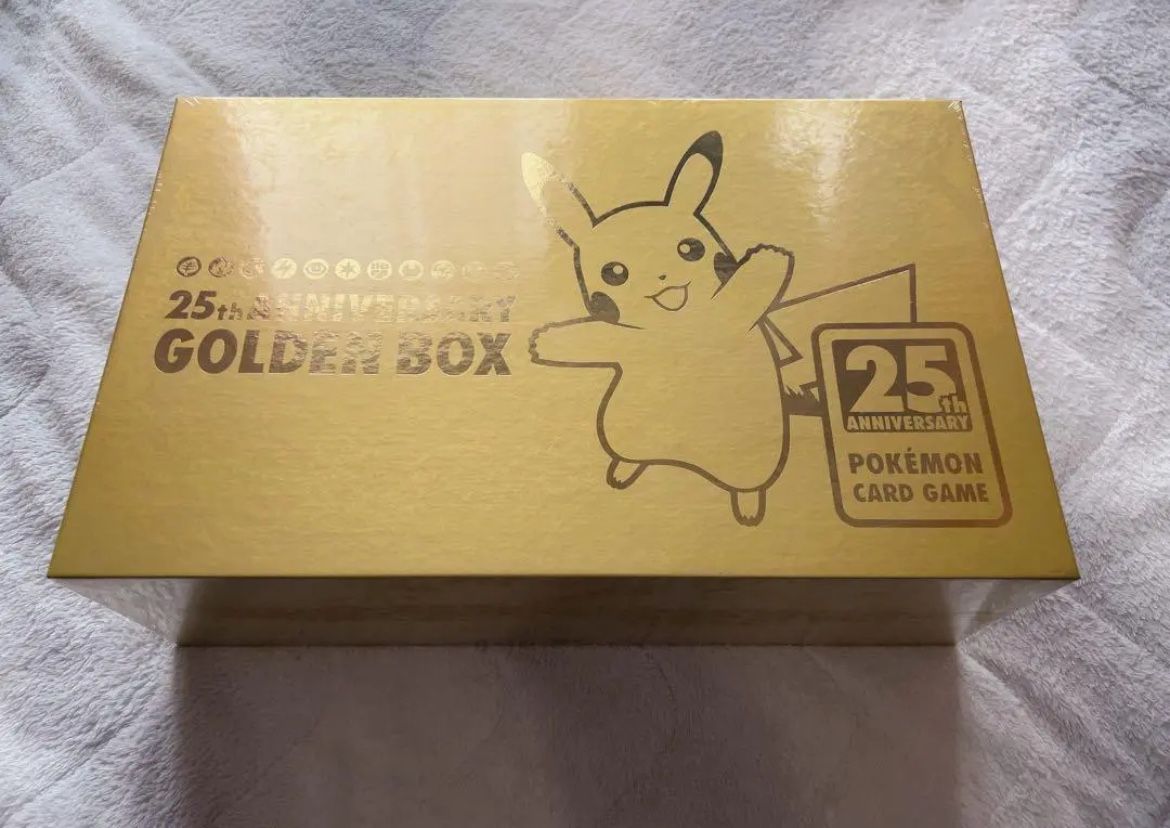 25th ANNIVERSARY
GOLDEN BOX
25th
ANNIVERSARY
POKÉMON
CARD GAME